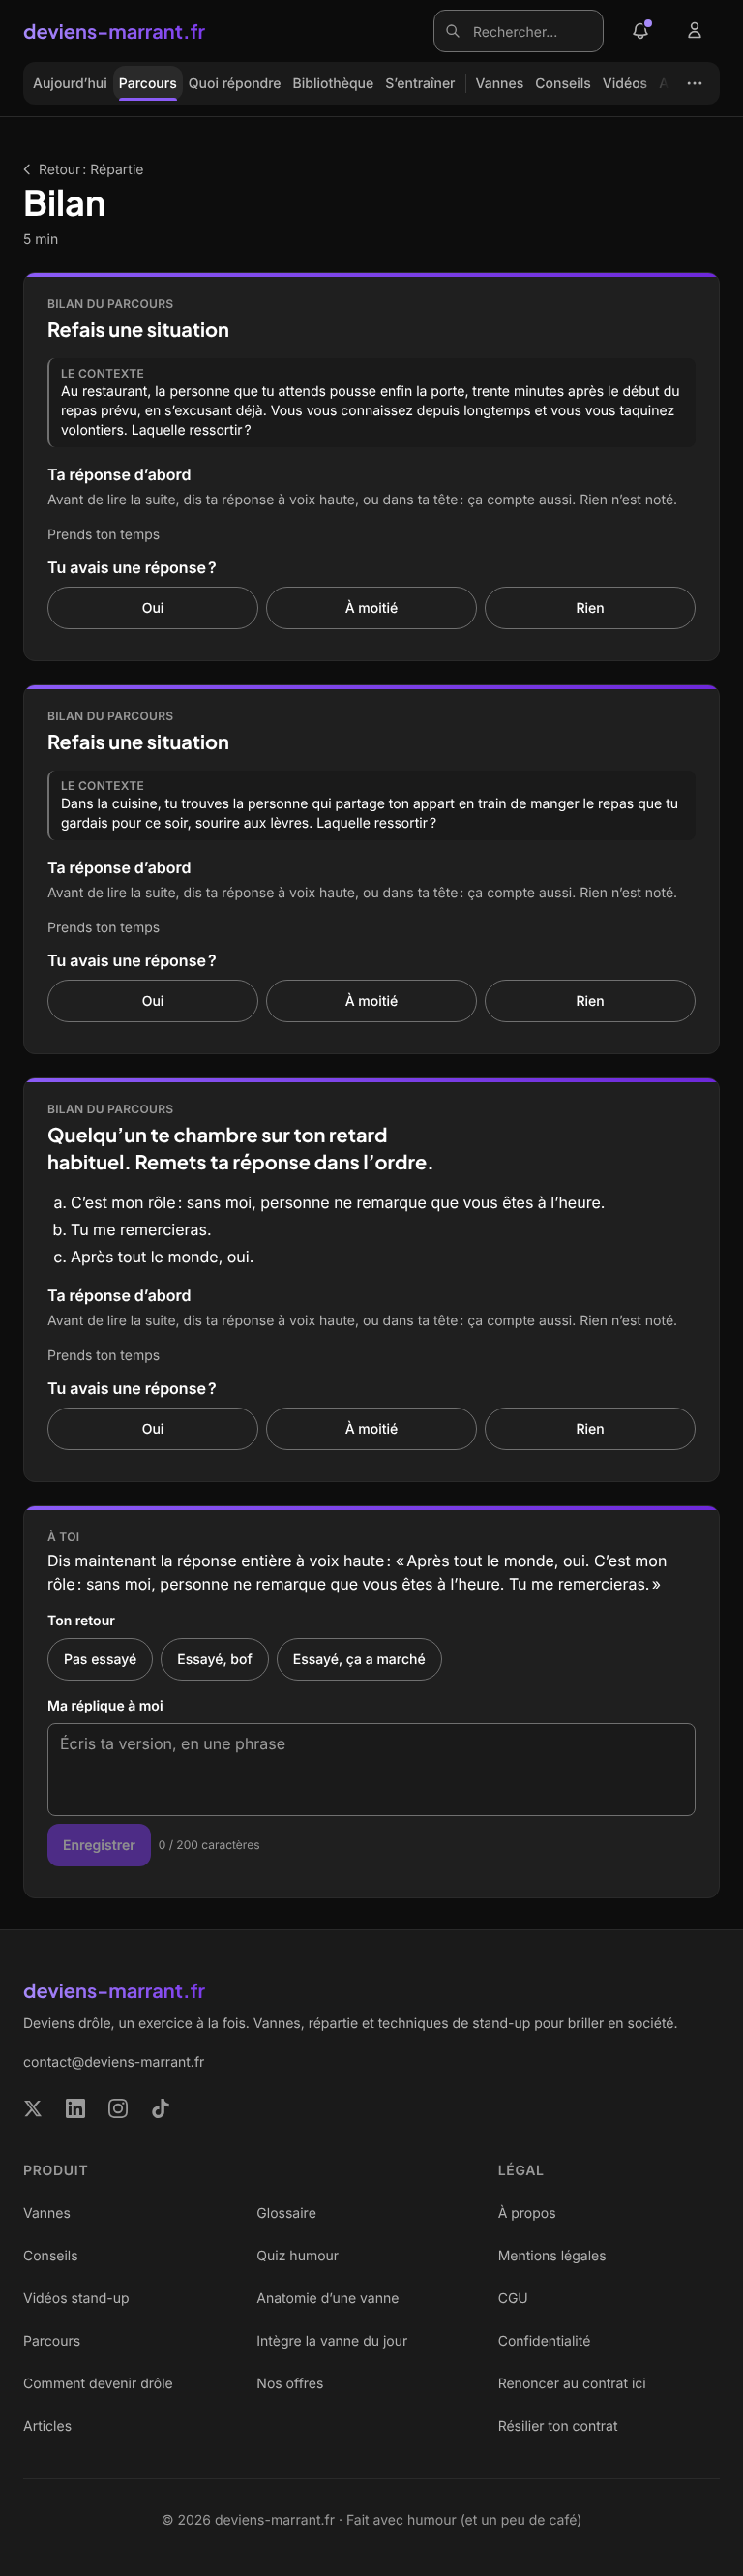 deviens-marrant.fr
Rechercher...
Aujourd’hui Parcours Quoi répondre Bibliothèque S’entraîner Vannes Conseils Vidéos
Retour : Répartie
Bilan
5 min
BILAN DU PARCOURS
Refais une situation
LE CONTEXTE
Au restaurant, la personne que tu attends pousse enfin la porte, trente minutes après le début du
repas prévu, en s’excusant déjà. Vous vous connaissez depuis longtemps et vous vous taquinez
volontiers. Laquelle ressortir ?
Ta réponse d’abord
Avant de lire la suite, dis ta réponse à voix haute, ou dans ta tête : ça compte aussi. Rien n’est noté.
Prends ton temps
Tu avais une réponse ?
Oui À moitié Rien
BILAN DU PARCOURS
Refais une situation
LE CONTEXTE
Dans la cuisine, tu trouves la personne qui partage ton appart en train de manger le repas que tu
gardais pour ce soir, sourire aux lèvres. Laquelle ressortir ?
Ta réponse d’abord
Avant de lire la suite, dis ta réponse à voix haute, ou dans ta tête : ça compte aussi. Rien n’est noté.
Prends ton temps
Tu avais une réponse ?
Oui À moitié Rien
BILAN DU PARCOURS
Quelqu’un te chambre sur ton retard
habituel. Remets ta réponse dans l’ordre.
a. C’est mon rôle : sans moi, personne ne remarque que vous êtes à l’heure.
b. Tu me remercieras.
c. Après tout le monde, oui.
Ta réponse d’abord
Avant de lire la suite, dis ta réponse à voix haute, ou dans ta tête : ça compte aussi. Rien n’est noté.
Prends ton temps
Tu avais une réponse ?
Oui À moitié Rien
À TOI
Dis maintenant la réponse entière à voix haute : « Après tout le monde, oui. C’est mon
rôle : sans moi, personne ne remarque que vous êtes à l’heure. Tu me remercieras. »
Ton retour
Pas essayé Essayé, bof Essayé, ça a marché
Ma réplique à moi
Écris ta version, en une phrase
Enregistrer 0 / 200 caractères
deviens-marrant.fr
Deviens drôle, un exercice à la fois. Vannes, répartie et techniques de stand-up pour briller en société.
contact@deviens-marrant.fr
PRODUIT LÉGAL
Vannes Glossaire À propos
Conseils Quiz humour Mentions légales
Vidéos stand-up Anatomie d’une vanne CGU
Parcours Intègre la vanne du jour Confidentialité
Comment devenir drôle Nos offres Renoncer au contrat ici
Articles Résilier ton contrat
© 2026 deviens-marrant.fr · Fait avec humour (et un peu de café)